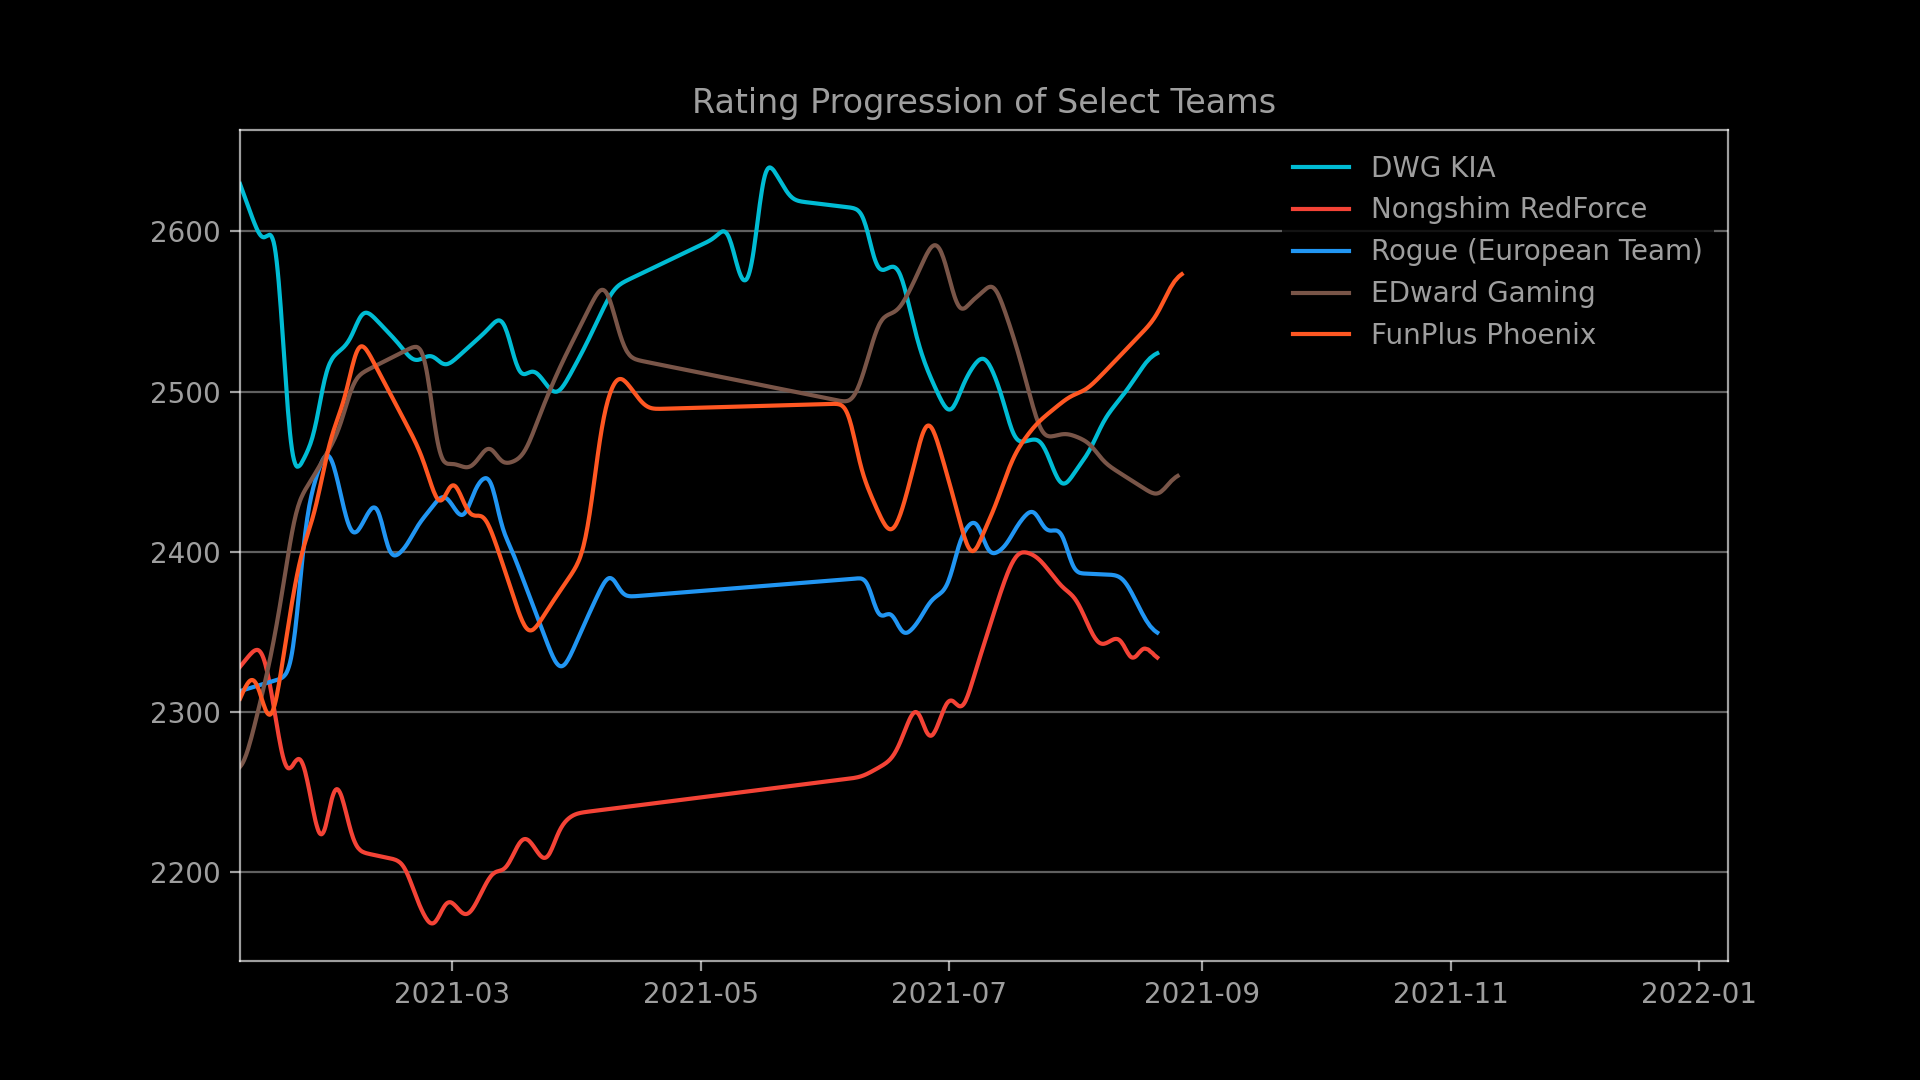 Rating Progression of Select Teams
DWG KIA
Nongshim RedForce
Rogue (European Team)
EDward Gaming
FunPlus Phoenix
2600
2500
2400
2300
2200
2021-03 2021-05 2021-07 2021-09 2021-11 2022-01